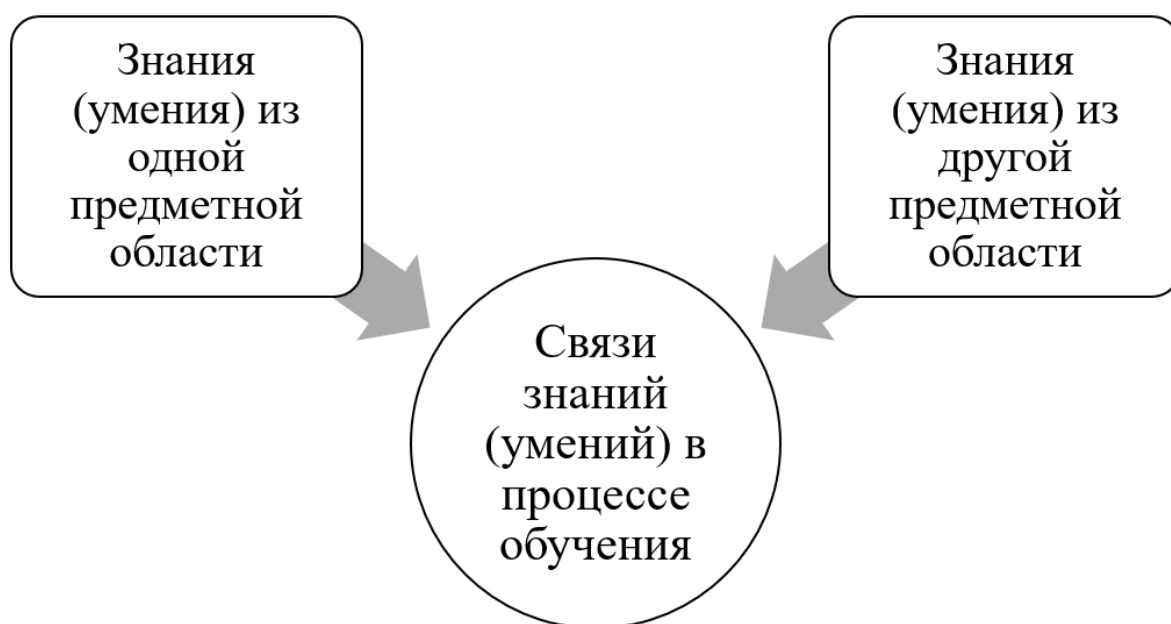 Знания
(умения) из
одной
предметной
области
Знания
(умения) из
другой
предметной
области
Связи
знаний
(умений) в
процессе
обучения